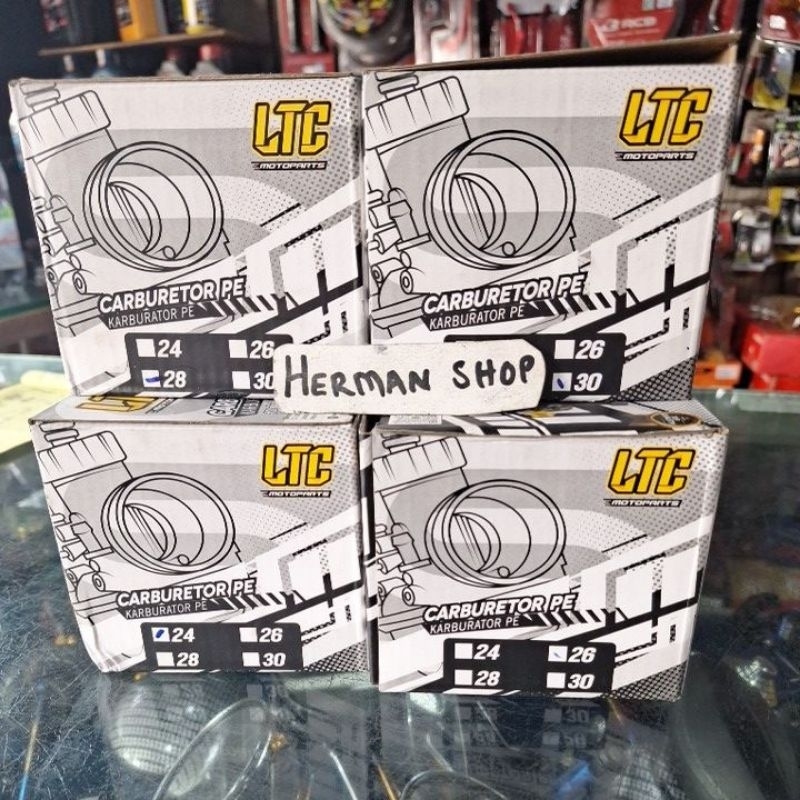 RCB
LTC
MOTOPARTS
CARBURETOR PE
KARBURATOR PE
24 26
28 30
LTC
MOTOPARTS
CARBURETOR PE
KARBURATOR PE
26
30
HERMAN SHOP
LTC
MOTOPARTS
CARBURETOR PE
KARBURATOR PE
24 26
28 30
LTC
MOTOPARTS
CARBURETOR PE
KARBURATOR PE
24 26
28 30